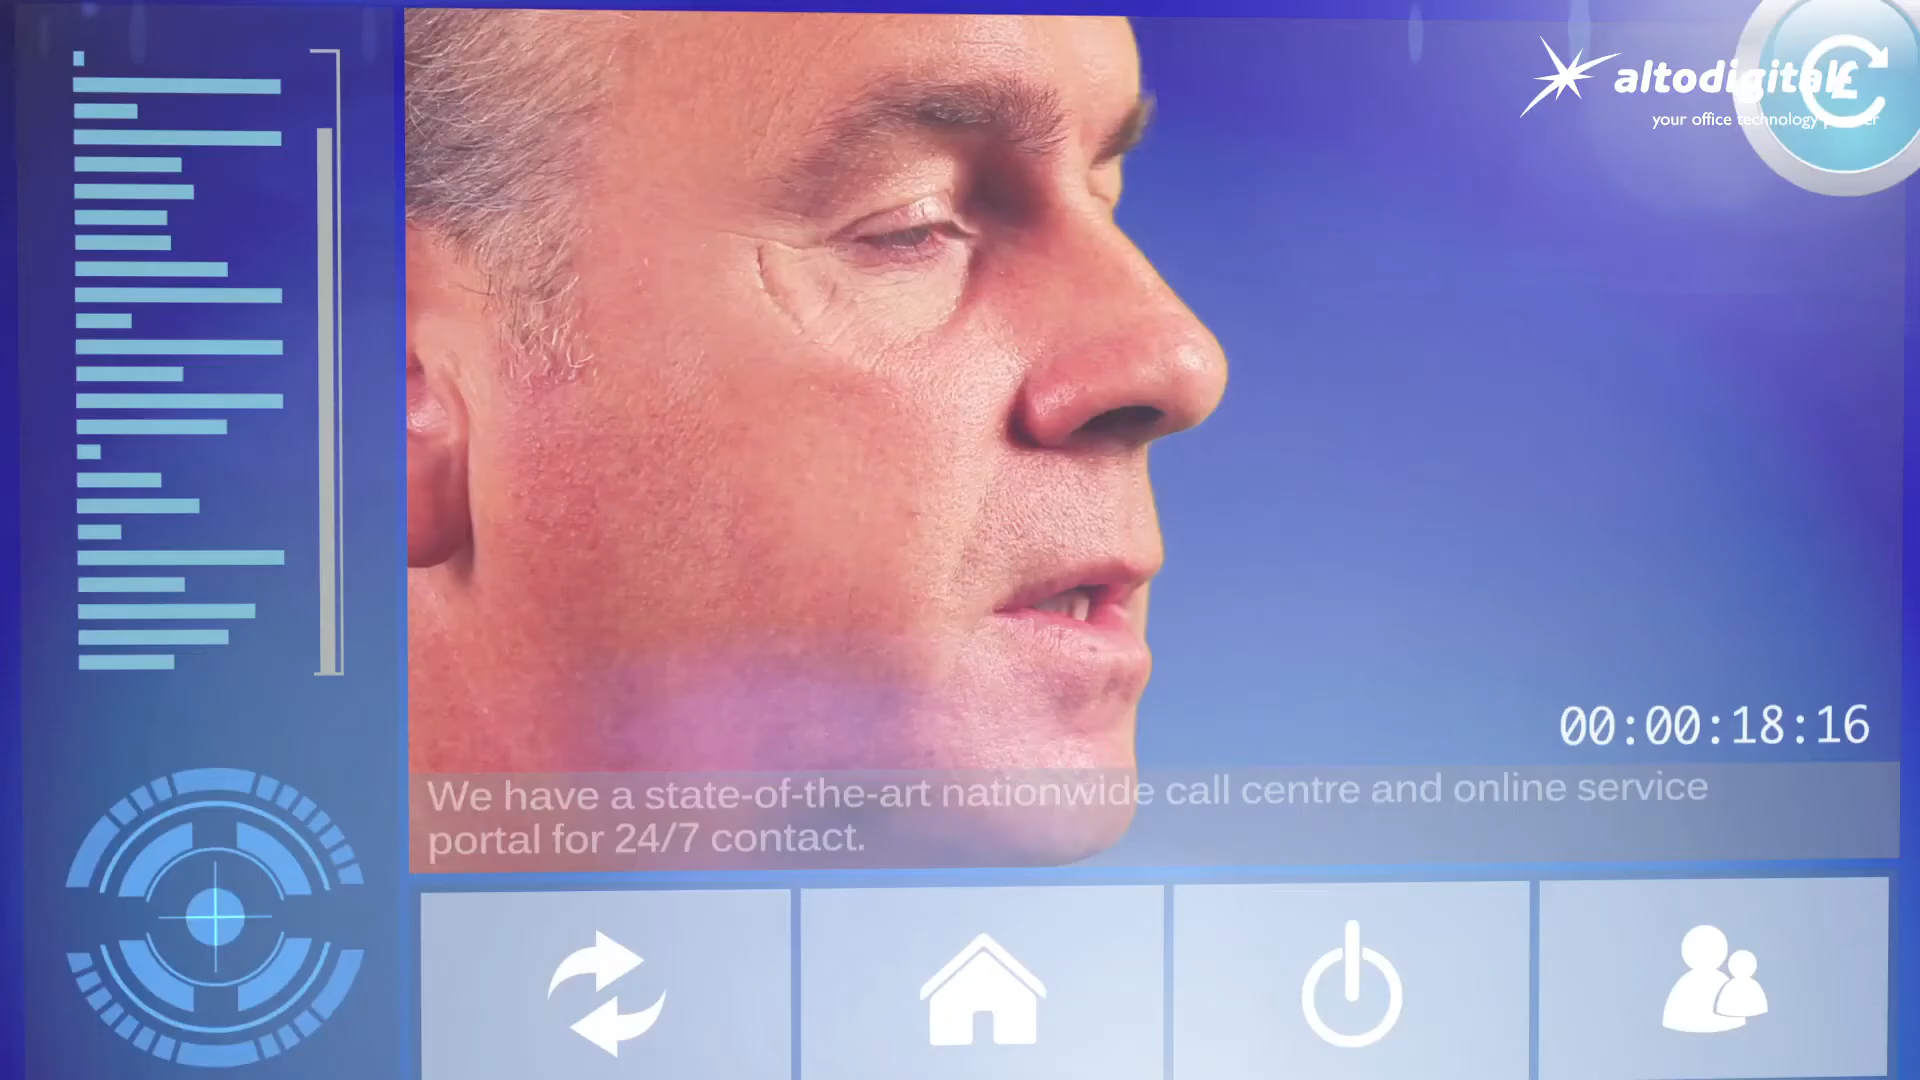 altodigital
£
your office technology partner
00:00:18:16
We have a state-of-the-art nationwide call centre and online service
portal for 24/7 contact.